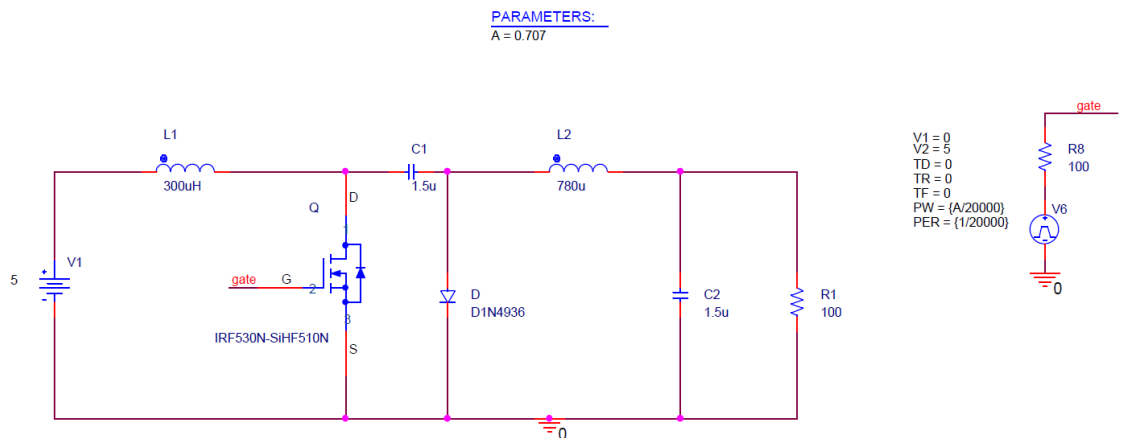 PARAMETERS:
A = 0.707
L1
300uH
C1
1.5u
L2
780u
gate
R8
100
V1 = 0
V2 = 5
TD = 0
TR = 0
TF = 0
PW = {A/20000}
PER = {1/20000}
V6
0
D
Q
1
V1
5
gate
G
2
3
S
IRF530N-SiHF510N
D
D1N4936
C2
1.5u
R1
100
0